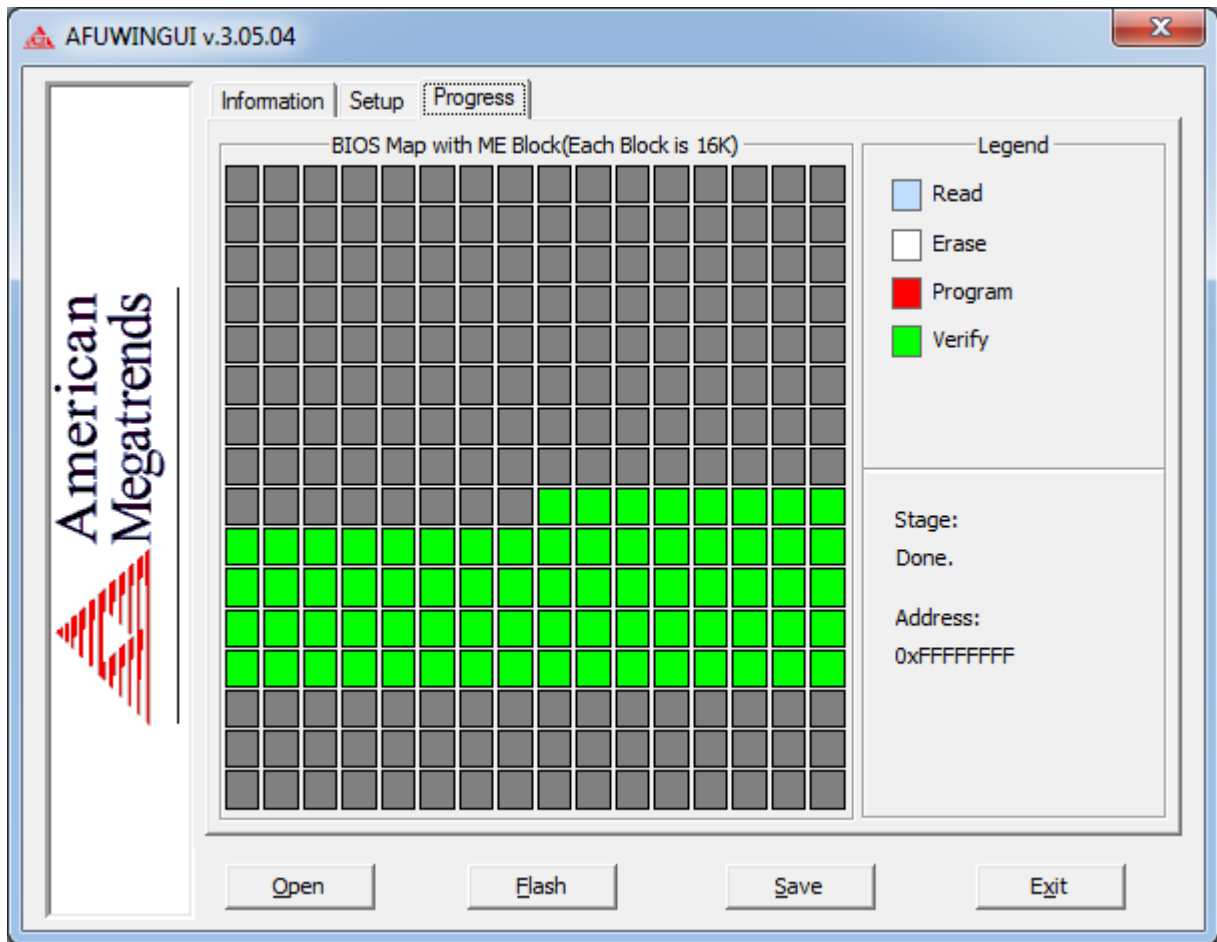 AFUWINGUI v.3.05.04
Information
Setup
Progress
BIOS Map with ME Block(Each Block is 16K)
Legend
Read
Erase
Program
Verify
Stage:
Done.
Address:
0xFFFFFFFF
American
Megatrends
Open
Flash
Save
Exit